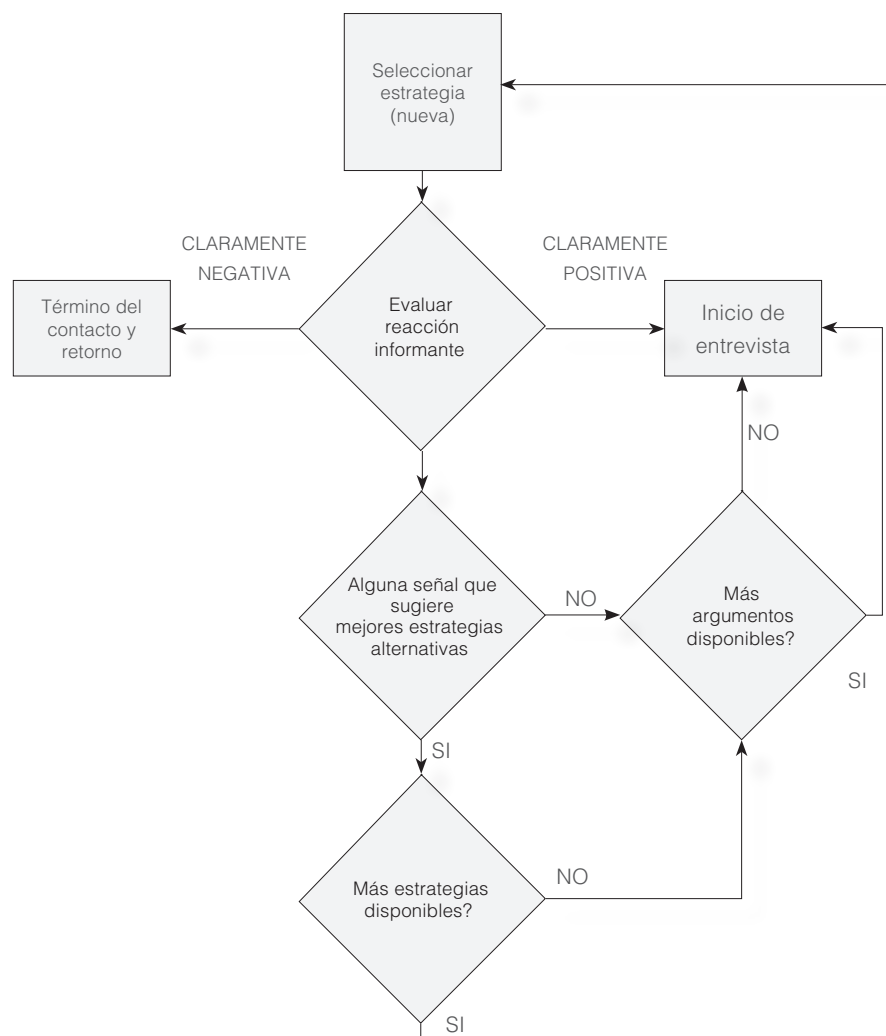 Seleccionar
estrategia
(nueva)
CLARAMENTE
NEGATIVA
CLARAMENTE
POSITIVA
Término del
contacto y
retorno
Evaluar
reacción
informante
Inicio de
entrevista
NO
Alguna señal que
sugiere
mejores estrategias
alternativas
NO
Más
argumentos
disponibles?
SI
SI
Más estrategias
disponibles?
NO
SI